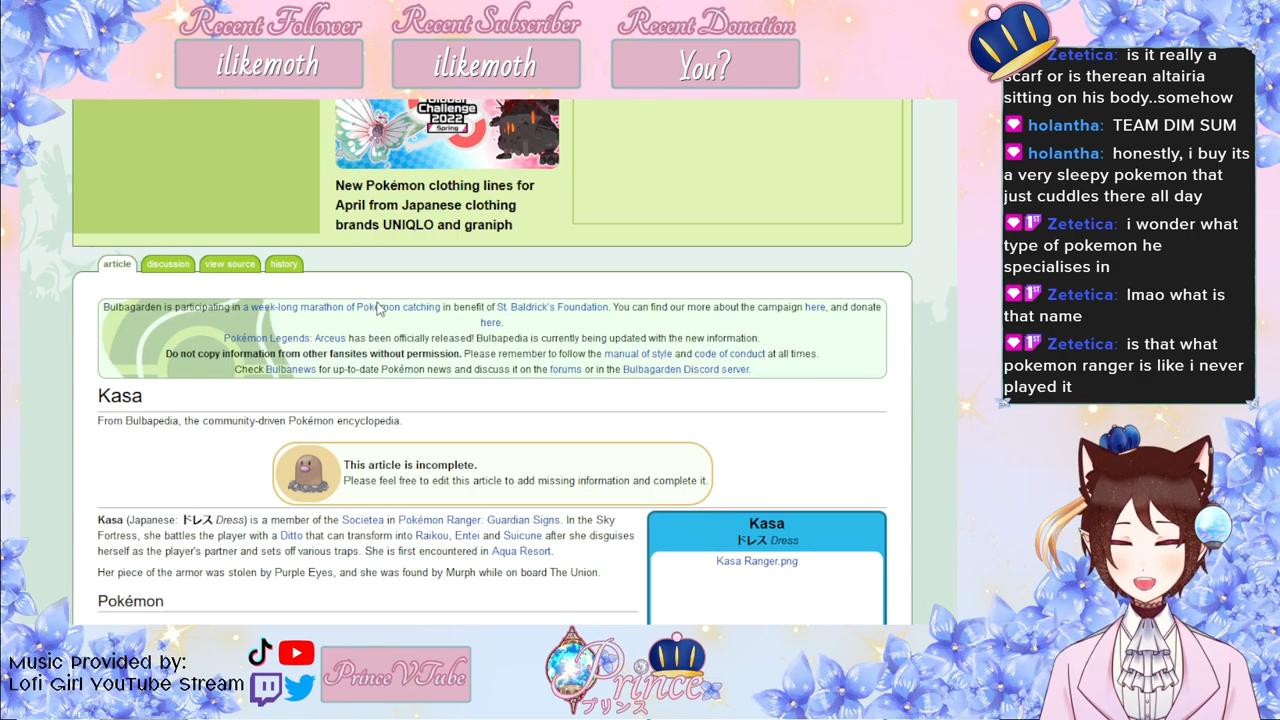 Recent Follower
ilikemoth
Recent Subscriber
ilikemoth
Recent Donation
You?
Global
Challenge
2022
Spring
New Pokémon clothing lines for
April from Japanese clothing
brands UNIQLO and graniph
article
discussion
view source
history
Bulbagarden is participating in a week-long marathon of Pokémon catching in benefit of St. Baldrick's Foundation. You can find our more about the campaign here, and donate
here.
Pokémon Legends: Arceus has been officially released! Bulbapedia is currently being updated with the new information.
Do not copy information from other fansites without permission. Please remember to follow the manual of style and code of conduct at all times.
Check Bulbanews for up-to-date Pokémon news and discuss it on the forums or in the Bulbagarden Discord server.
Kasa
From Bulbapedia, the community-driven Pokémon encyclopedia.
This article is incomplete.
Please feel free to edit this article to add missing information and complete it.
Kasa (Japanese: ドレス Dress) is a member of the Societea in Pokémon Ranger: Guardian Signs. In the Sky
Fortress, she battles the player with a Ditto that can transform into Raikou, Entei and Suicune after she disguises
herself as the player's partner and sets off various traps. She is first encountered in Aqua Resort.
Her piece of the armor was stolen by Purple Eyes, and she was found by Murph while on board The Union.
Pokémon
Kasa
ドレス Dress
Kasa Ranger.png
Zetetica: is it really a
scarf or is therean altairia
sitting on his body..somehow
holantha: TEAM DIM SUM
holantha: honestly, i buy its
a very sleepy pokemon that
just cuddles there all day
1ST Zetetica: i wonder what
type of pokemon he
specialises in
1ST Zetetica: lmao what is
that name
1ST Zetetica: is that what
pokemon ranger is like i never
played it
Music Provided by:
Lofi Girl YouTube Stream
Prince VTube
Prince
プリンス